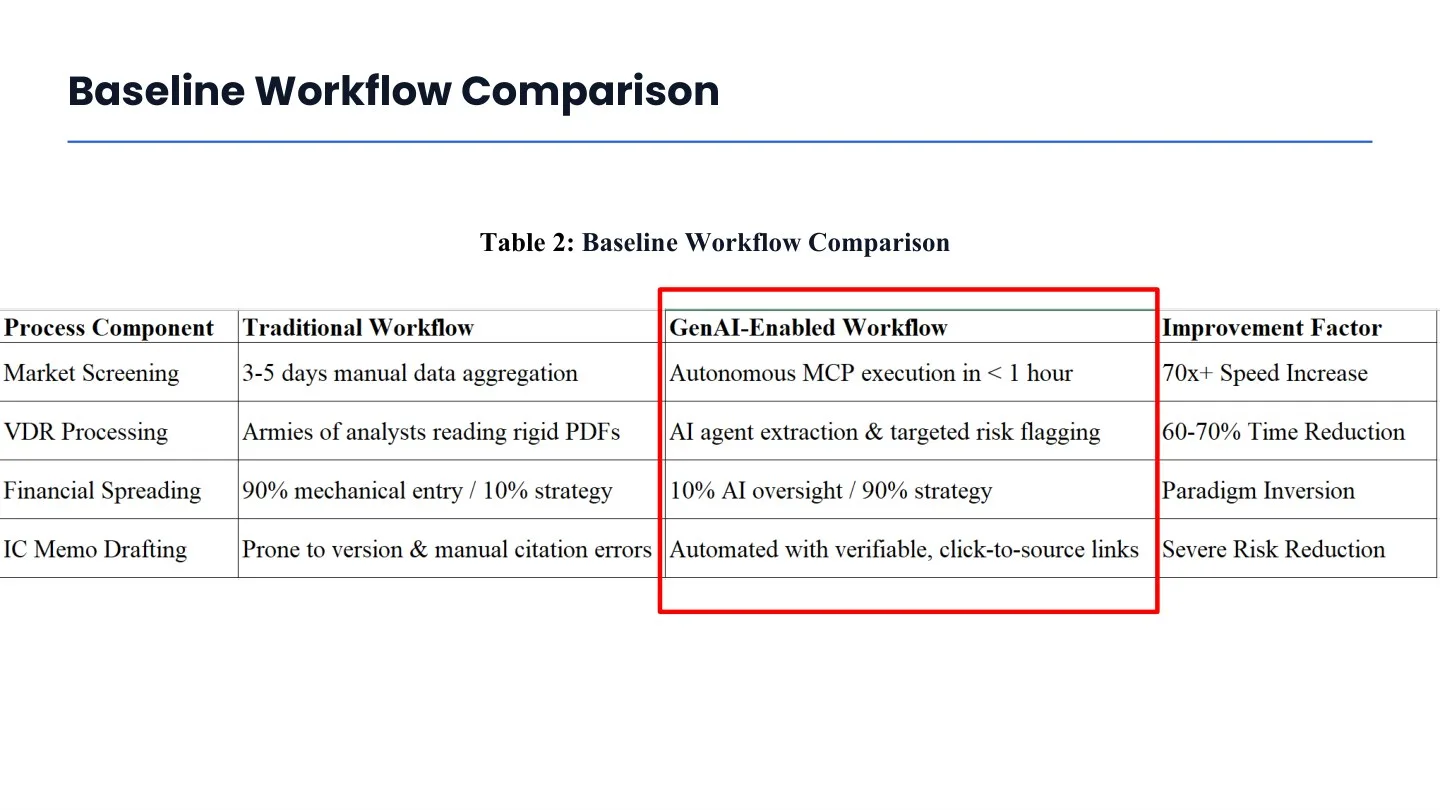 Baseline Workflow Comparison
Table 2: Baseline Workflow Comparison
Process Component Traditional Workflow GenAI-Enabled Workflow Improvement Factor
Market Screening 3-5 days manual data aggregation Autonomous MCP execution in < 1 hour 70x+ Speed Increase
VDR Processing Armies of analysts reading rigid PDFs AI agent extraction & targeted risk flagging 60-70% Time Reduction
Financial Spreading 90% mechanical entry / 10% strategy 10% AI oversight / 90% strategy Paradigm Inversion
IC Memo Drafting Prone to version & manual citation errors Automated with verifiable, click-to-source links Severe Risk Reduction